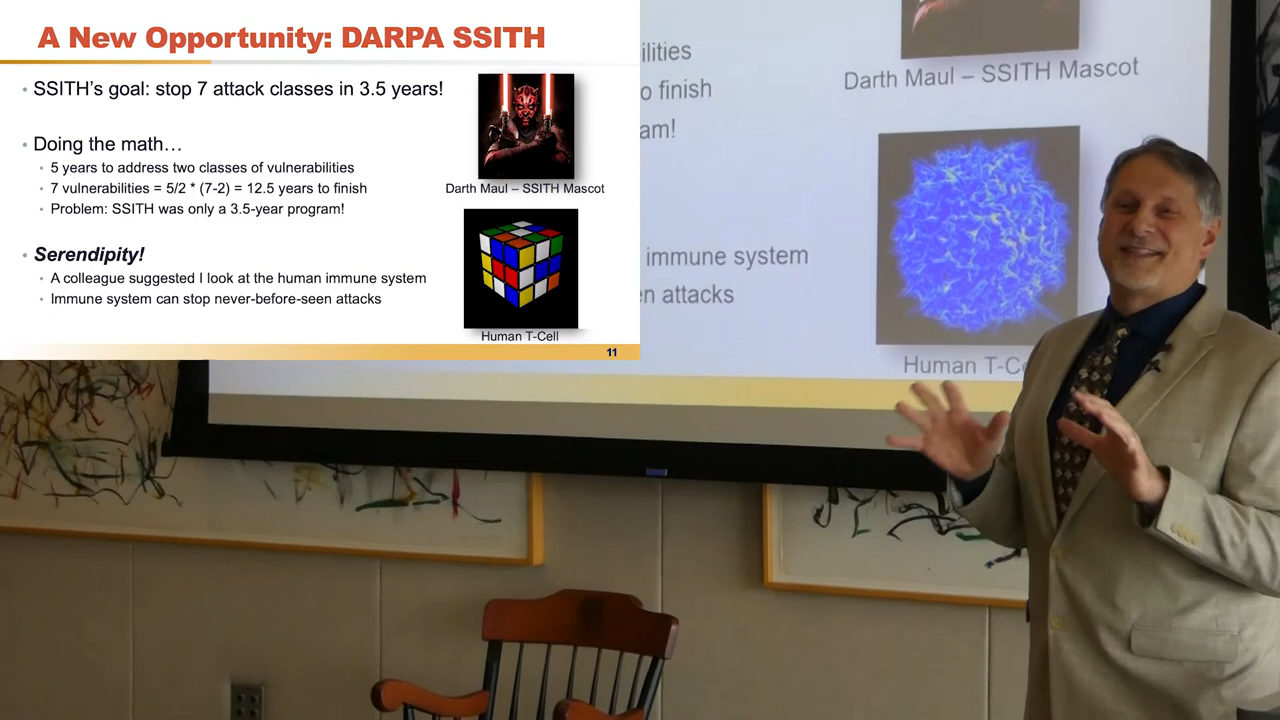 A New Opportunity: DARPA SSITH
SSITH's goal: stop 7 attack classes in 3.5 years!
Doing the math…
5 years to address two classes of vulnerabilities
7 vulnerabilities = 5/2 * (7-2) = 12.5 years to finish
Problem: SSITH was only a 3.5-year program!
Serendipity!
A colleague suggested I look at the human immune system
Immune system can stop never-before-seen attacks
Darth Maul – SSITH Mascot
Human T-Cell
11
ilities
o finish
am!
immune system
en attacks
Darth Maul – SSITH Mascot
Human T-C